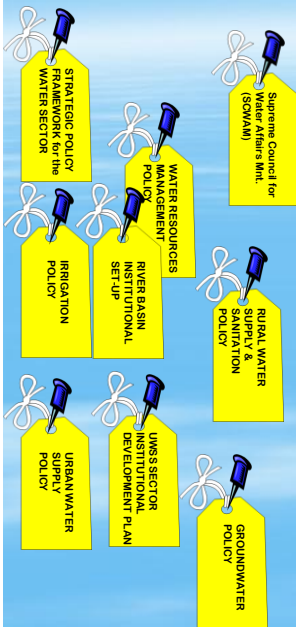 Supreme Council for
Water Affairs Mnt.
(SCWAM)
RURAL WATER
SUPPLY &
SANITATION
POLICY
GROUNDWATER
POLICY
WATER RESOURCES
MANAGEMENT
POLICY
RIVER BASIN
INSTITUTIONAL
SET-UP
UWSS SECTOR
INSTITUTIONAL
DEVELOPMENT PLAN
STRATEGIC POLICY
FRAMEWORK for the
WATER SECTOR
IRRIGATION
POLICY
URBAN WATER
SUPPLY
POLICY